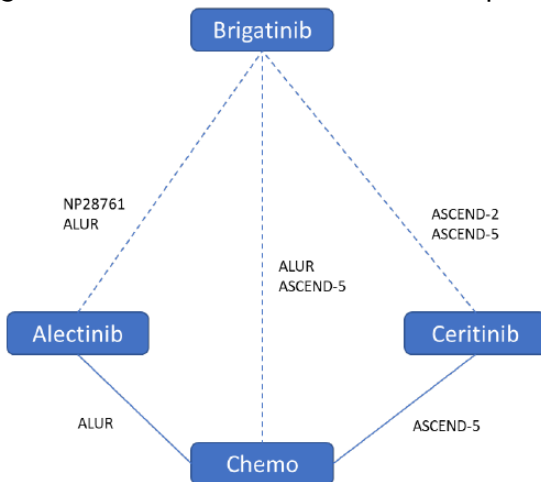 Brigatinib
NP28761
ALUR
ASCEND-2
ASCEND-5
ALUR
ASCEND-5
Alectinib
Ceritinib
ALUR
ASCEND-5
Chemo